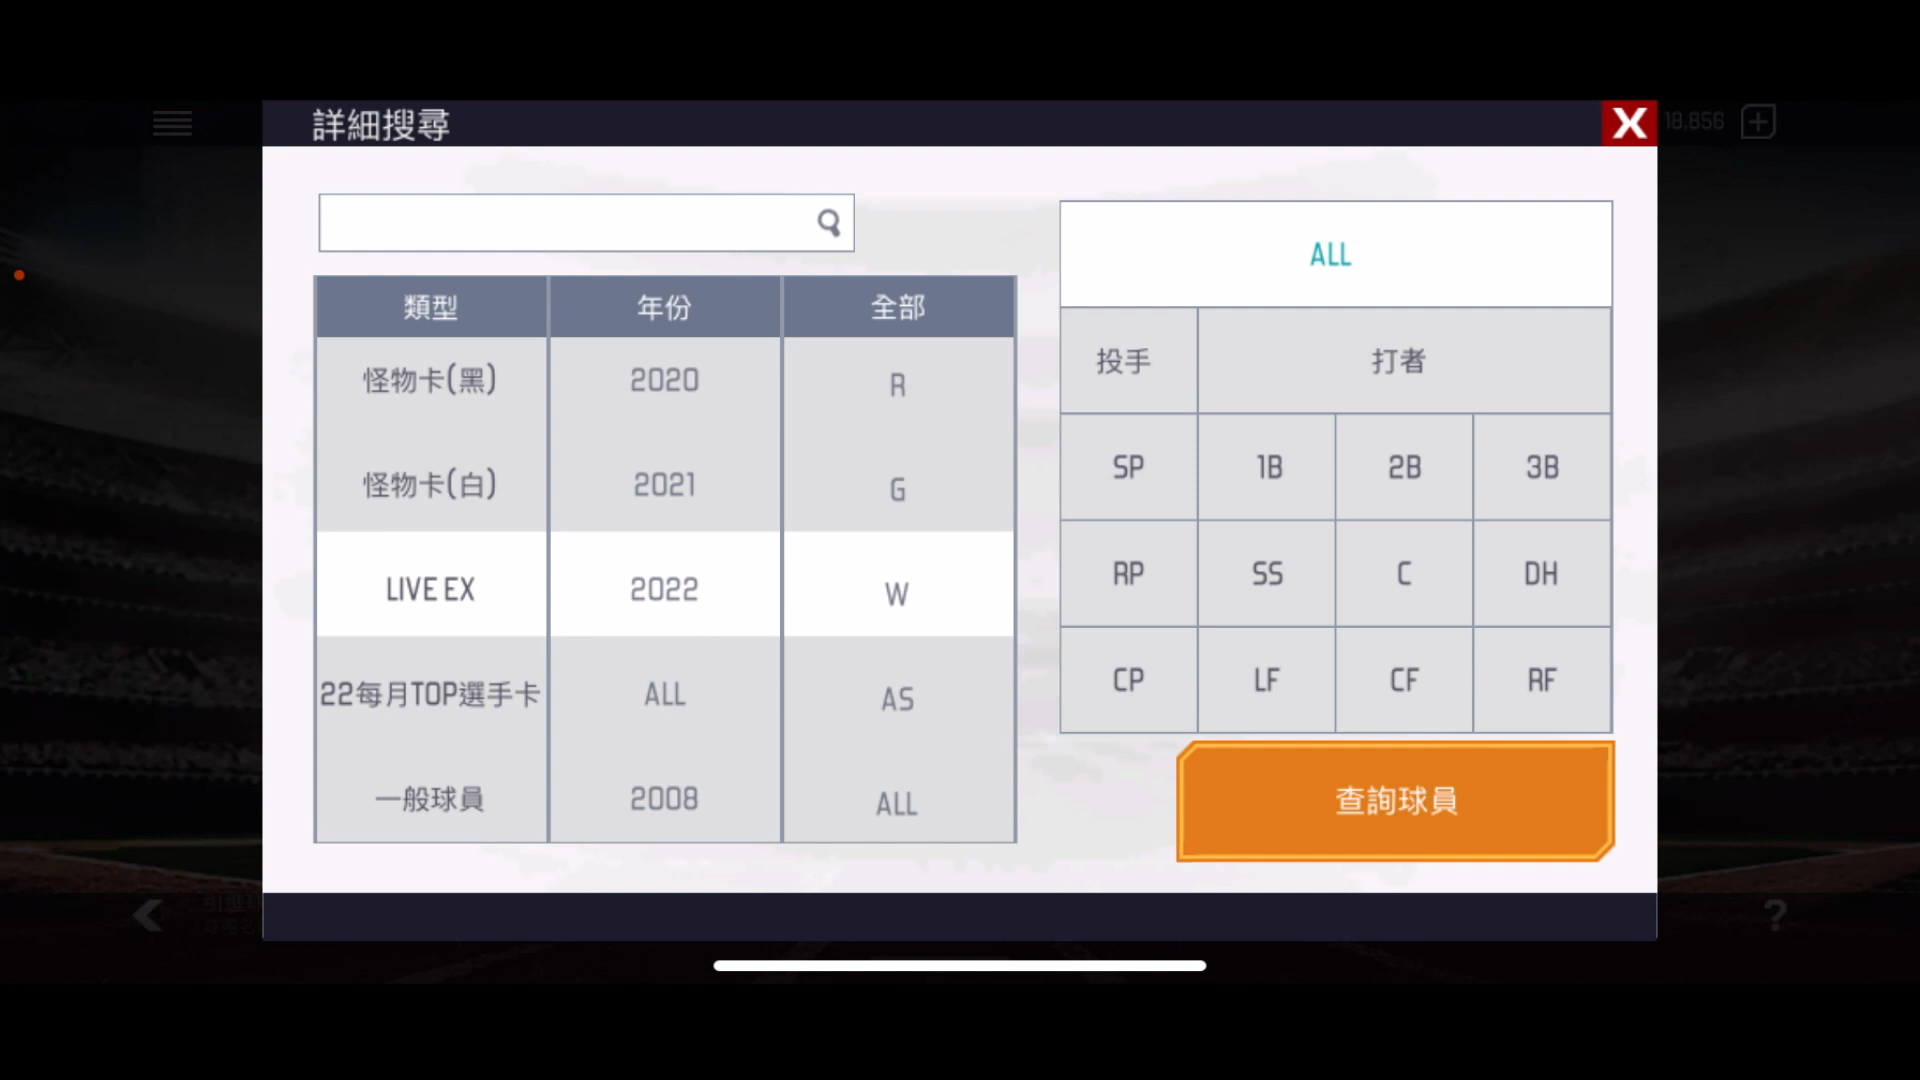 詳細搜尋
X
18,856
類型 年份 全部
怪物卡(黑) 2020 R
怪物卡(白) 2021 G
LIVE EX 2022 W
22每月TOP選手卡 ALL AS
一般球員 2008 ALL
ALL
投手 打者
SP 1B 2B 3B
RP SS C DH
CP LF CF RF
查詢球員
?